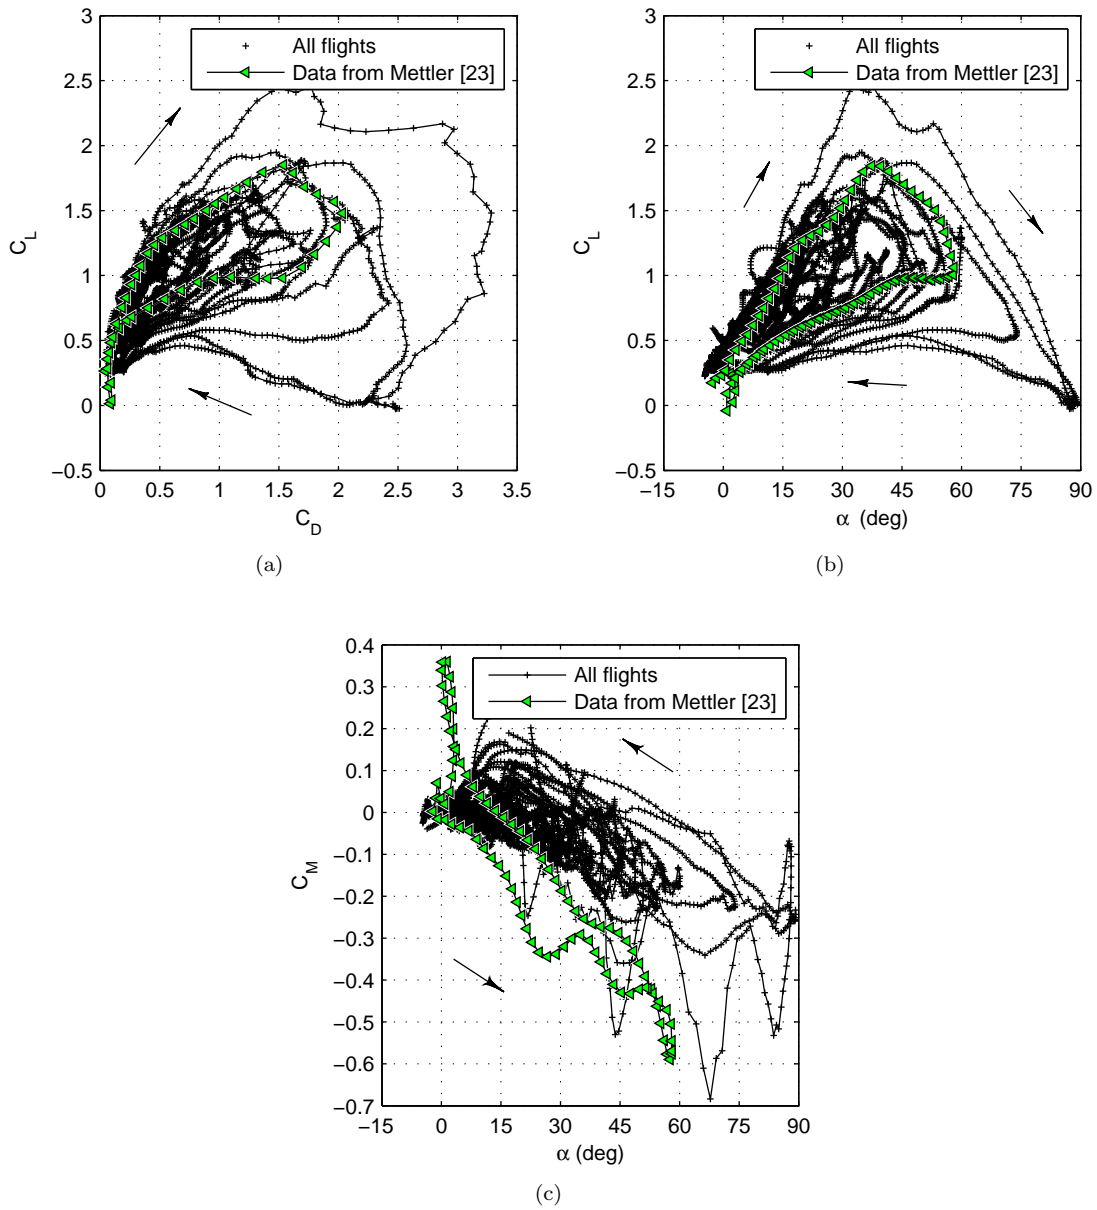 3
2.5
2
1.5
1
0.5
0
−0.5
0 0.5 1 1.5 2 2.5 3 3.5
C_D
C_L
All flights
Data from Mettler [23]
(a)
3
2.5
2
1.5
1
0.5
0
−0.5
−15 0 15 30 45 60 75 90
α (deg)
C_L
All flights
Data from Mettler [23]
(b)
0.4
0.3
0.2
0.1
0
−0.1
−0.2
−0.3
−0.4
−0.5
−0.6
−0.7
−15 0 15 30 45 60 75 90
α (deg)
C_M
All flights
Data from Mettler [23]
(c)